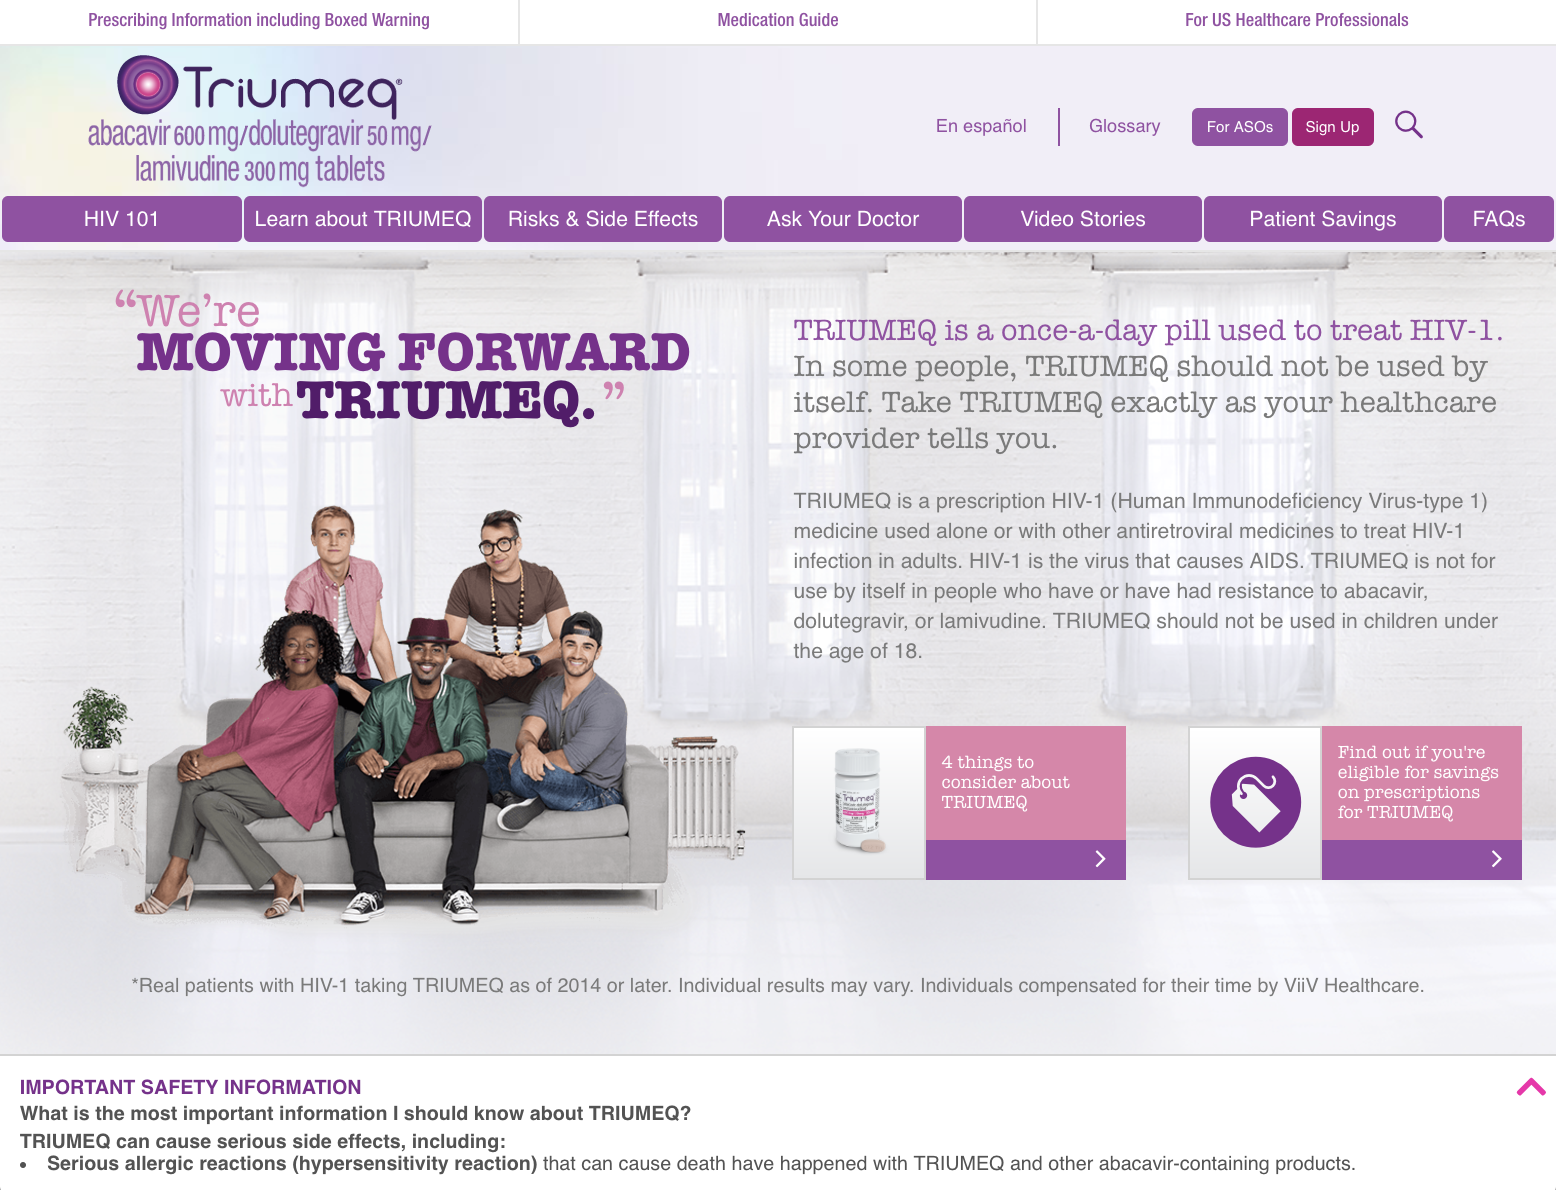 Prescribing Information including Boxed Warning
Medication Guide
For US Healthcare Professionals
Triumeq®
abacavir 600 mg/dolutegravir 50 mg/
lamivudine 300 mg tablets
En español
Glossary
For ASOs
Sign Up
HIV 101
Learn about TRIUMEQ
Risks & Side Effects
Ask Your Doctor
Video Stories
Patient Savings
FAQs
“We’re
MOVING FORWARD
with TRIUMEQ.”
TRIUMEQ is a once-a-day pill used to treat HIV-1.
In some people, TRIUMEQ should not be used by
itself. Take TRIUMEQ exactly as your healthcare
provider tells you.
TRIUMEQ is a prescription HIV-1 (Human Immunodeficiency Virus-type 1)
medicine used alone or with other antiretroviral medicines to treat HIV-1
infection in adults. HIV-1 is the virus that causes AIDS. TRIUMEQ is not for
use by itself in people who have or have had resistance to abacavir,
dolutegravir, or lamivudine. TRIUMEQ should not be used in children under
the age of 18.
Triumeq
4 things to
consider about
TRIUMEQ
Find out if you're
eligible for savings
on prescriptions
for TRIUMEQ
*Real patients with HIV-1 taking TRIUMEQ as of 2014 or later. Individual results may vary. Individuals compensated for their time by ViiV Healthcare.
IMPORTANT SAFETY INFORMATION
What is the most important information I should know about TRIUMEQ?
TRIUMEQ can cause serious side effects, including:
• Serious allergic reactions (hypersensitivity reaction) that can cause death have happened with TRIUMEQ and other abacavir-containing products.